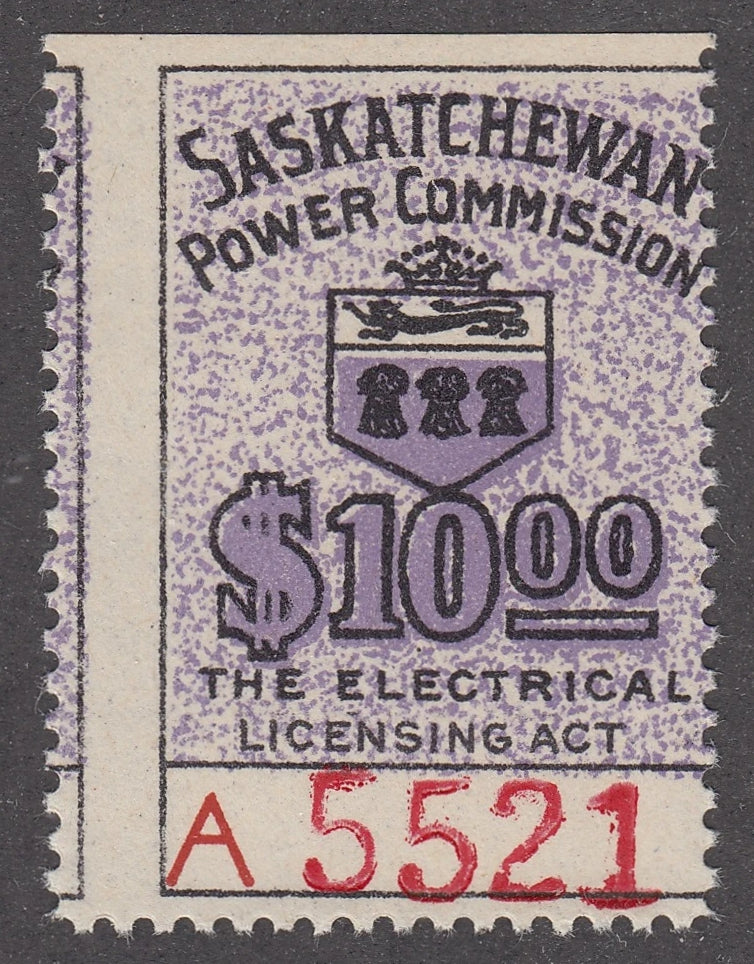 SASKATCHEWAN
POWER COMMISSION
$10.00
THE ELECTRICAL
LICENSING ACT
A 5521